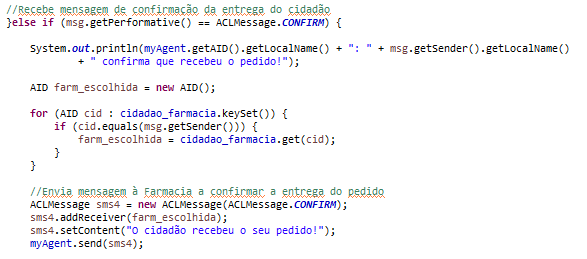 //Recebe mensagem de confirmação da entrega do cidadão
}else if (msg.getPerformative() == ACLMessage.CONFIRM) {
System.out.println(myAgent.getAID().getLocalName() + ": " + msg.getSender().getLocalName()
+ " confirma que recebeu o pedido!");
AID farm_escolhida = new AID();
for (AID cid : cidadao_farmacia.keySet()) {
if (cid.equals(msg.getSender())) {
farm_escolhida = cidadao_farmacia.get(cid);
}
}
//Envia mensagem à Farmacia a confirmar a entrega do pedido
ACLMessage sms4 = new ACLMessage(ACLMessage.CONFIRM);
sms4.addReceiver(farm_escolhida);
sms4.setContent("O cidadão recebeu o seu pedido!");
myAgent.send(sms4);